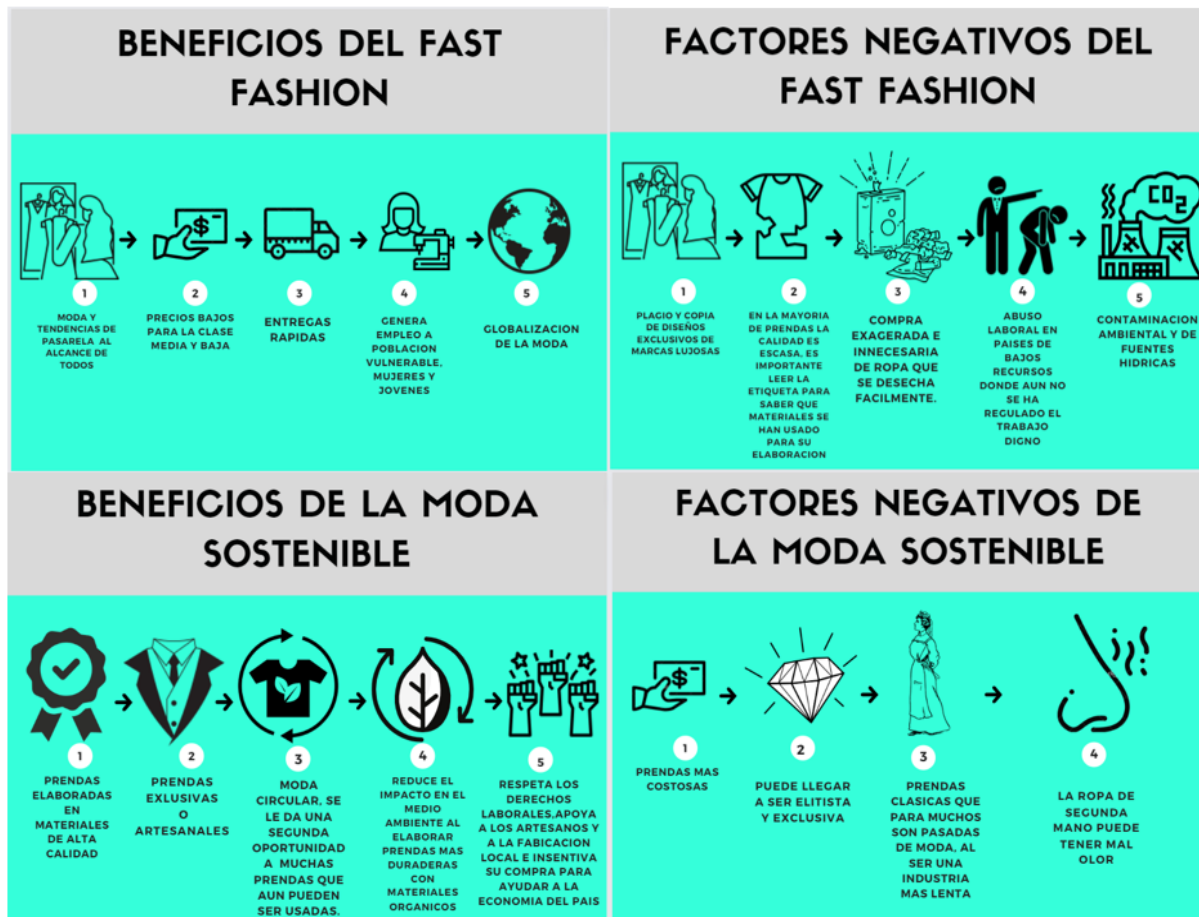 BENEFICIOS DEL FAST
FASHION
1
MODA Y
TENDENCIAS DE
PASARELA AL
ALCANCE DE
TODOS
2
PRECIOS BAJOS
PARA LA CLASE
MEDIA Y BAJA
3
ENTREGAS
RAPIDAS
4
GENERA
EMPLEO A
POBLACION
VULNERABLE,
MUJERES Y
JOVENES
5
GLOBALIZACION
DE LA MODA
$
FACTORES NEGATIVOS DEL
FAST FASHION
CO2
1
PLAGIO Y COPIA
DE DISEÑOS
EXCLUSIVOS DE
MARCAS LUJOSAS
2
EN LA MAYORIA
DE PRENDAS LA
CALIDAD ES
ESCASA, ES
IMPORTANTE
LEER LA
ETIQUETA PARA
SABER QUE
MATERIALES SE
HAN USADO
PARA SU
ELABORACION
3
COMPRA
EXAGERADA E
INNECESARIA
DE ROPA QUE
SE DESECHA
FACILMENTE.
4
ABUSO
LABORAL EN
PAISES DE
BAJOS
RECURSOS
DONDE AUN NO
SE HA
REGULADO EL
TRABAJO
DIGNO
5
CONTAMINACION
AMBIENTAL Y DE
FUENTES
HIDRICAS
BENEFICIOS DE LA MODA
SOSTENIBLE
1
PRENDAS
ELABORADAS
EN
MATERIALES
DE ALTA
CALIDAD
2
PRENDAS
EXLUSIVAS
O
ARTESANALES
3
MODA
CIRCULAR, SE
LE DA UNA
SEGUNDA
OPORTUNIDAD
A MUCHAS
PRENDAS QUE
AUN PUEDEN
SER USADAS.
4
REDUCE EL
IMPACTO EN EL
MEDIO
AMBIENTE AL
ELABORAR
PRENDAS MAS
DURADERAS
CON
MATERIALES
ORGANICOS
5
RESPETA LOS
DERECHOS
LABORALES,APOYA
A LOS ARTESANOS Y
A LA FABICACION
LOCAL E INSENTIVA
SU COMPRA PARA
AYUDAR A LA
ECONOMIA DEL PAIS
FACTORES NEGATIVOS DE
LA MODA SOSTENIBLE
$
1
PRENDAS MAS
COSTOSAS
2
PUEDE LLEGAR
A SER ELITISTA
Y EXCLUSIVA
3
PRENDAS
CLASICAS QUE
PARA MUCHOS
SON PASADAS
DE MODA, AL
SER UNA
INDUSTRIA
MAS LENTA
4
LA ROPA DE
SEGUNDA
MANO PUEDE
TENER MAL
OLOR